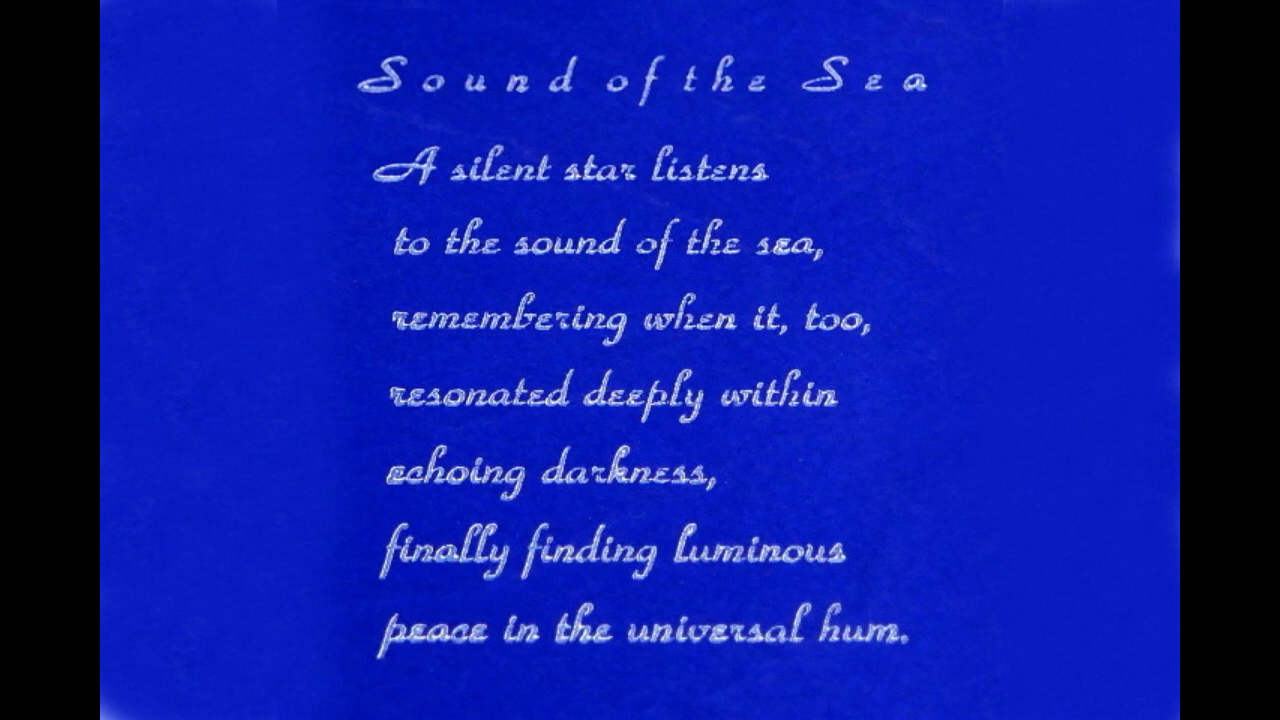 Sound of the Sea
A silent star listens
to the sound of the sea,
remembering when it, too,
resonated deeply within
echoing darkness,
finally finding luminous
peace in the universal hum.